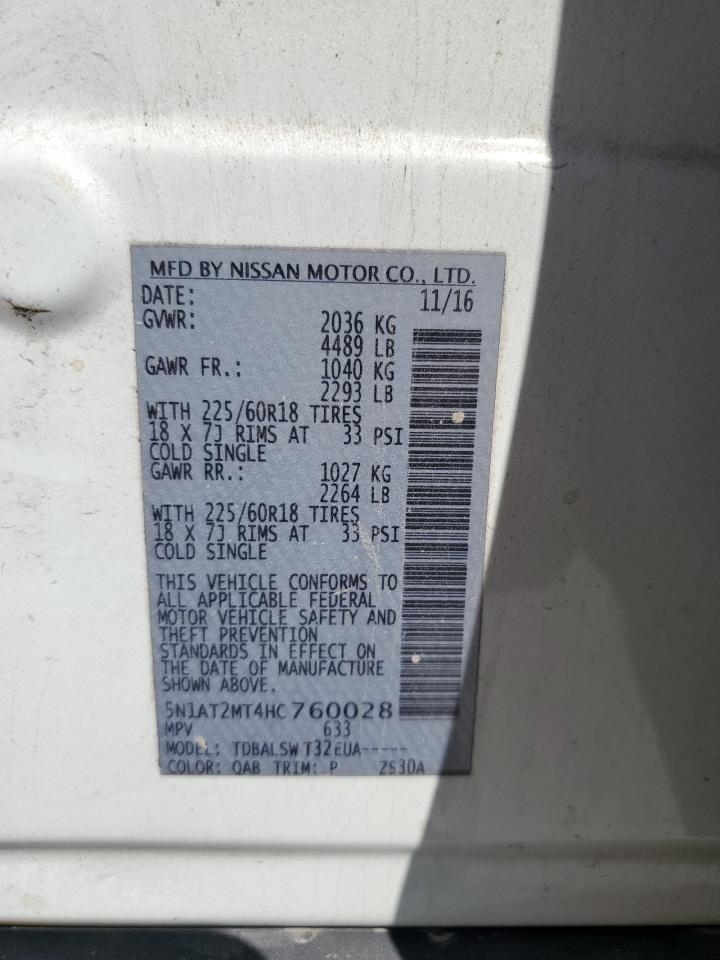 MFD BY NISSAN MOTOR CO., LTD.
DATE: 11/16
GVWR: 2036 KG
4489 LB
GAWR FR.: 1040 KG
2293 LB
WITH 225/60R18 TIRES
18 X 7J RIMS AT 33 PSI
COLD SINGLE
GAWR RR.: 1027 KG
2264 LB
WITH 225/60R18 TIRES
18 X 7J RIMS AT 33 PSI
COLD SINGLE
THIS VEHICLE CONFORMS TO
ALL APPLICABLE FEDERAL
MOTOR VEHICLE SAFETY AND
THEFT PREVENTION
STANDARDS IN EFFECT ON
THE DATE OF MANUFACTURE
SHOWN ABOVE.
5N1AT2MT4HC 760028
MPV 633
MODEL: TDBALSW T32EUA-----
COLOR: QAB TRIM: P ZS30A